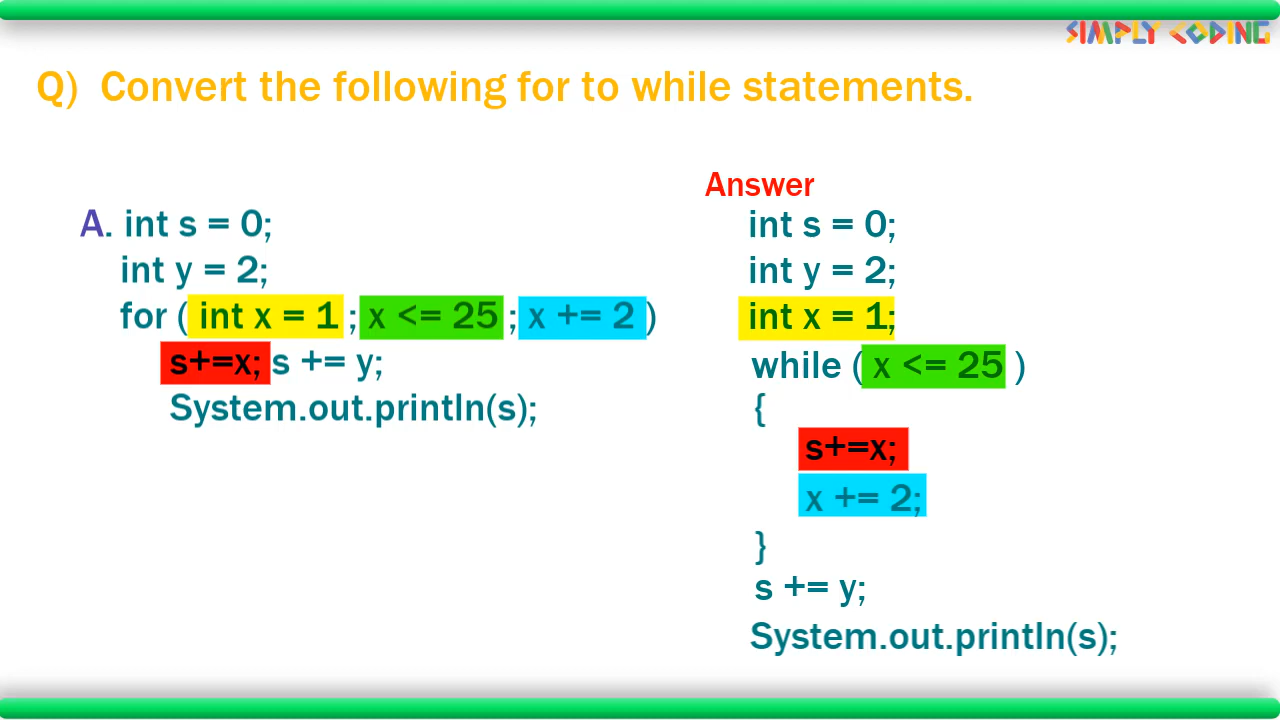 SIMPLY CODING
Q) Convert the following for to while statements.
A. int s = 0;
int y = 2;
for ( int x = 1 ; x <= 25 ; x += 2 )
s+=x; s += y;
System.out.println(s);
Answer
int s = 0;
int y = 2;
int x = 1;
while ( x <= 25 )
{
s+=x;
x += 2;
}
s += y;
System.out.println(s);